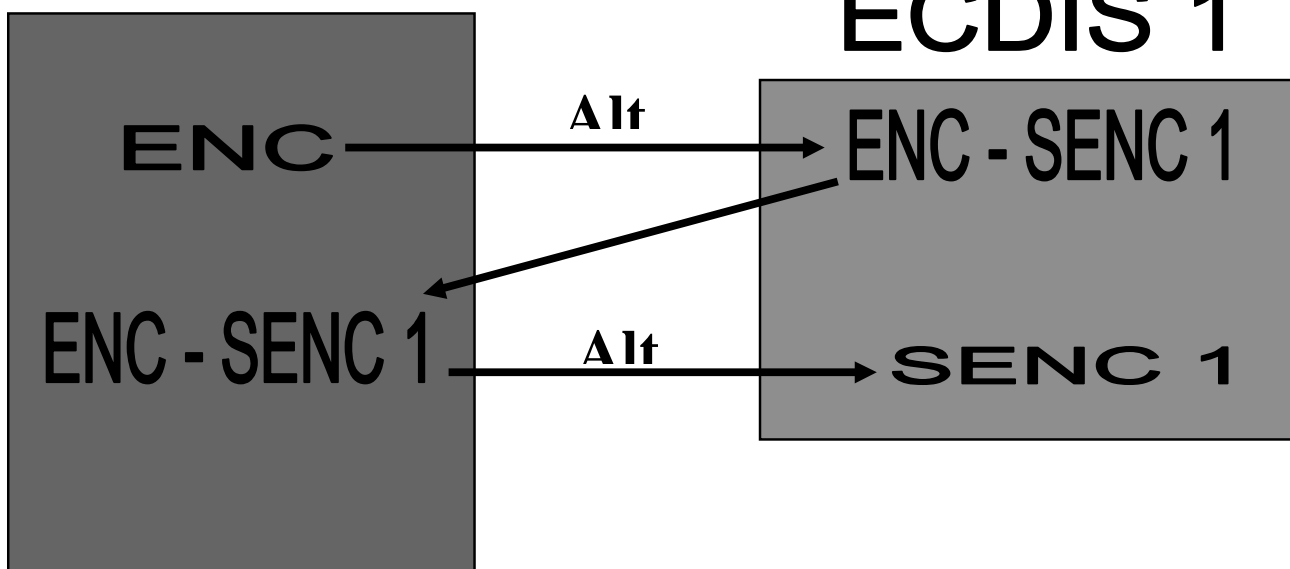 ECDIS 1
ENC
Alt
ENC - SENC 1
ENC - SENC 1
Alt
SENC 1